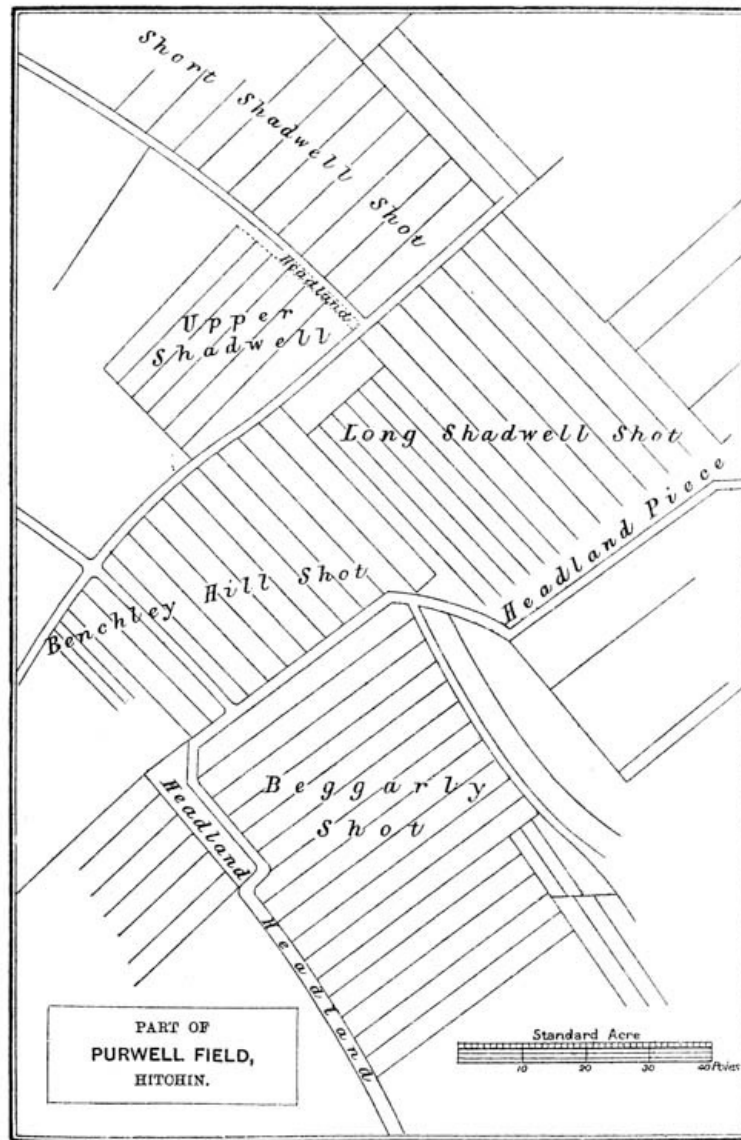 Short Shadwell Shot
Headland
Upper
Shadwell
Long Shadwell Shot
Headland Piece
Benchley Hill Shot
Beggarly
Shot
Headland
Headland
PART OF
PURWELL FIELD,
HITCHIN.
Standard Acre
10 20 30 40 Poles